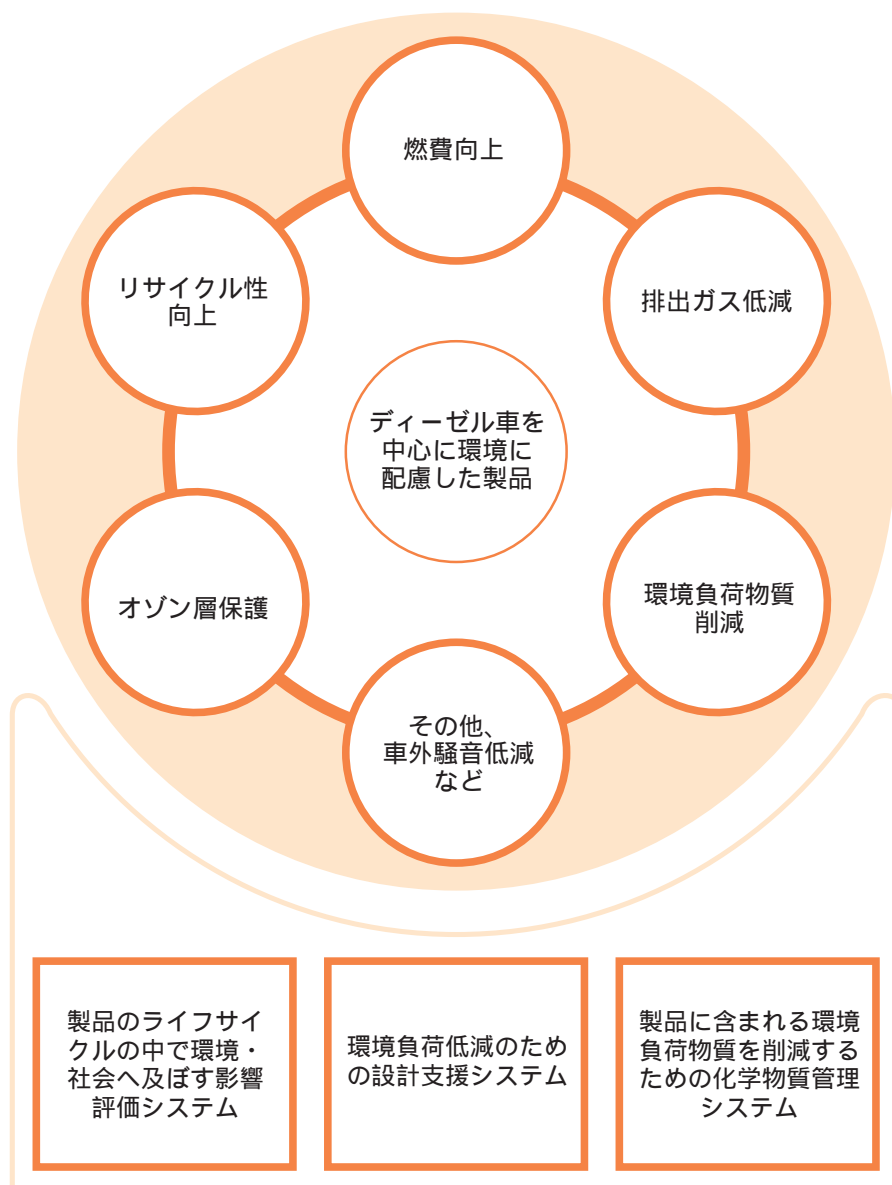 燃費向上
リサイクル性
向上
排出ガス低減
ディーゼル車を
中心に環境に
配慮した製品
オゾン層保護
環境負荷物質
削減
その他、
車外騒音低減
など
製品のライフサイ
クルの中で環境・
社会へ及ぼす影響
評価システム
環境負荷低減のため
の設計支援システム
製品に含まれる環境
負荷物質を削減する
ための化学物質管理
システム